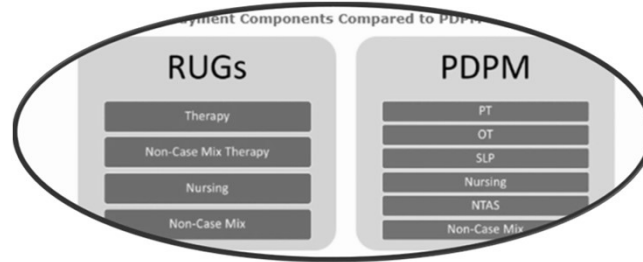 Components Compared to PDPM
RUGs
Therapy
Non-Case Mix Therapy
Nursing
Non-Case Mix
PDPM
PT
OT
SLP
Nursing
NTAS
Non-Case Mix